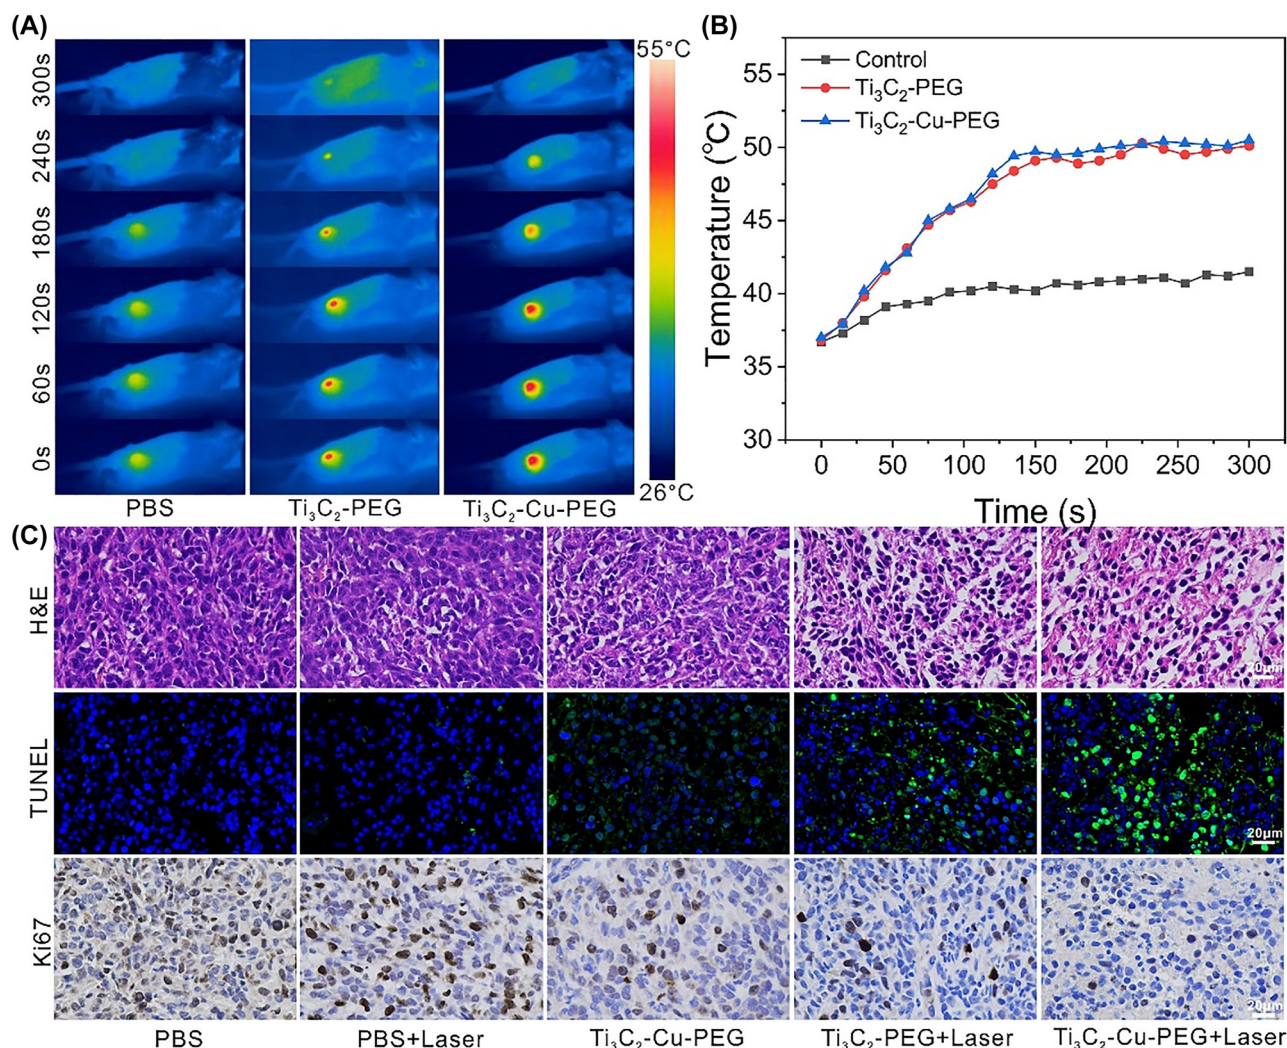 (A)
55°C
300s
240s
180s
120s
60s
0s
26°C
PBS
Ti₃C₂-PEG
Ti₃C₂-Cu-PEG
(B)
Control
Ti₃C₂-PEG
Ti₃C₂-Cu-PEG
Temperature (°C)
55
50
45
40
35
30
0 50 100 150 200 250 300
Time (s)
(C)
H&E
20μm
TUNEL
20μm
Ki67
20μm
PBS
PBS+Laser
Ti₃C₂-Cu-PEG
Ti₃C₂-PEG+Laser
Ti₃C₂-Cu-PEG+Laser